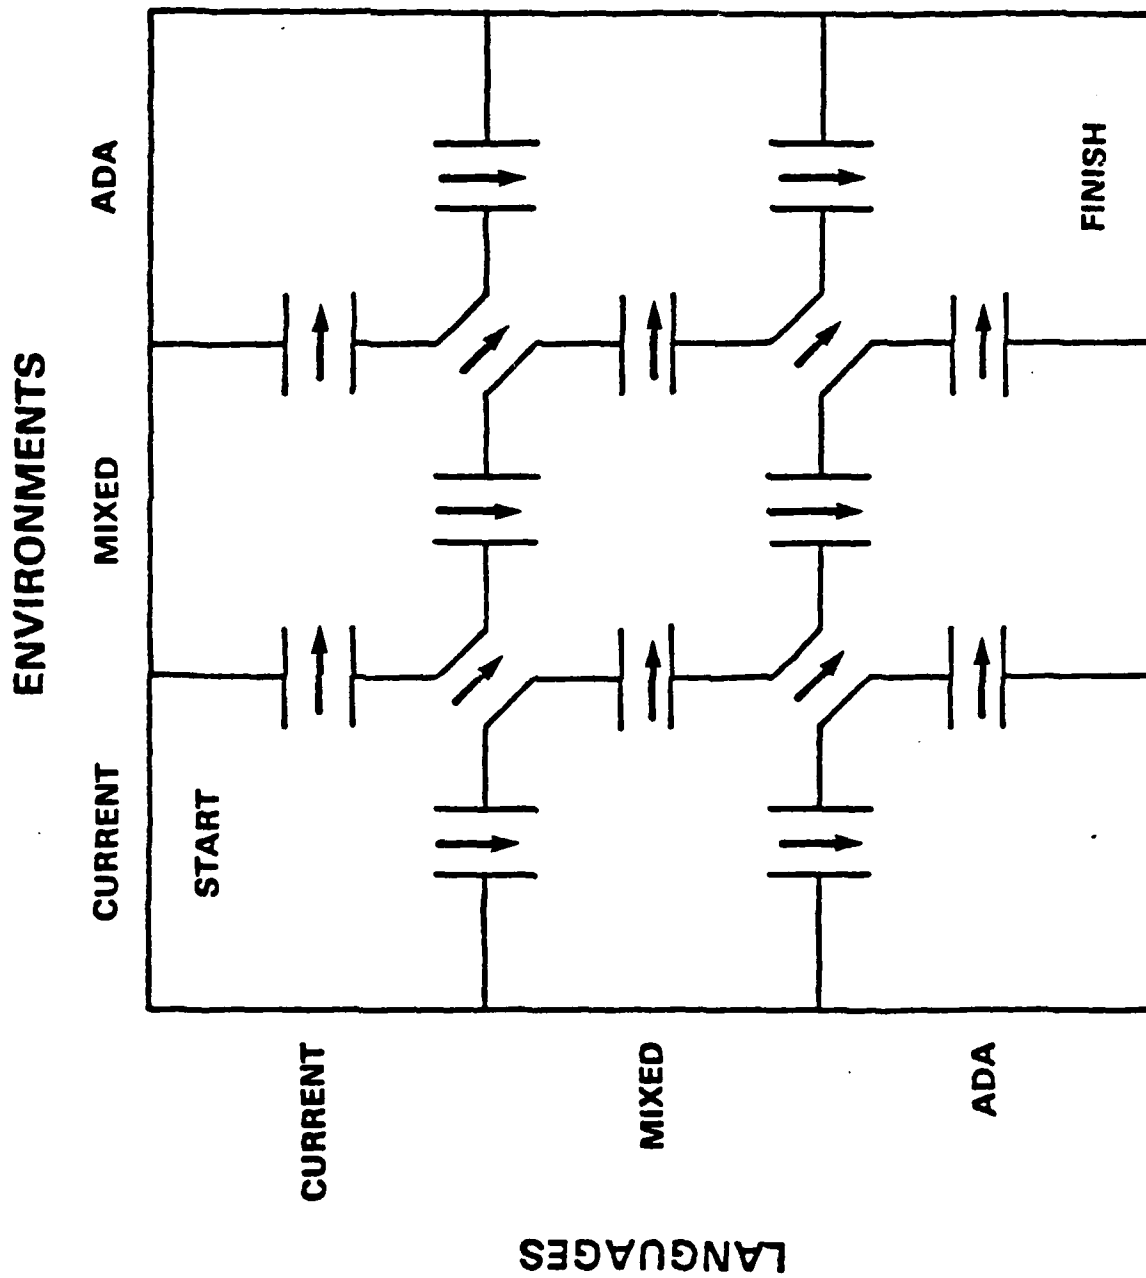 ENVIRONMENTS
CURRENT MIXED ADA
START
CURRENT
LANGUAGES
MIXED
ADA
FINISH